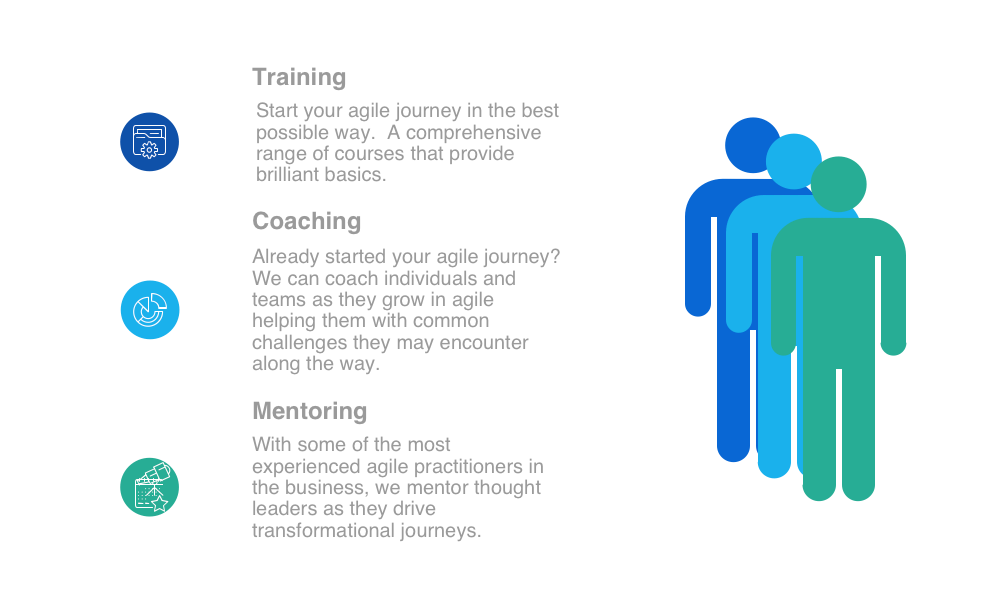 Training
Start your agile journey in the best
possible way.  A comprehensive
range of courses that provide
brilliant basics.
Coaching
Already started your agile journey?
We can coach individuals and
teams as they grow in agile
helping them with common
challenges they may encounter
along the way.
Mentoring
With some of the most
experienced agile practitioners in
the business, we mentor thought
leaders as they drive
transformational journeys.